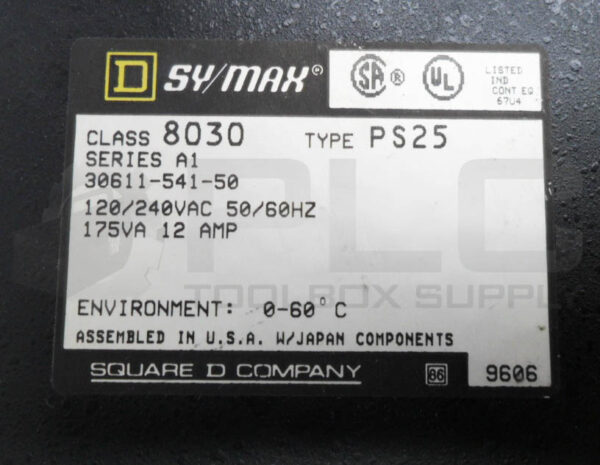 D SY/MAX®
SA ® UL
LISTED
IND
CONT EQ
67U4
CLASS 8030 TYPE PS25
SERIES A1
30611-541-50
120/240VAC 50/60HZ
175VA 12 AMP
PLC
TOOLBOX SUPPLY
ENVIRONMENT: 0-60°C
ASSEMBLED IN U.S.A. W/JAPAN COMPONENTS
SQUARE D COMPANY 86 9606